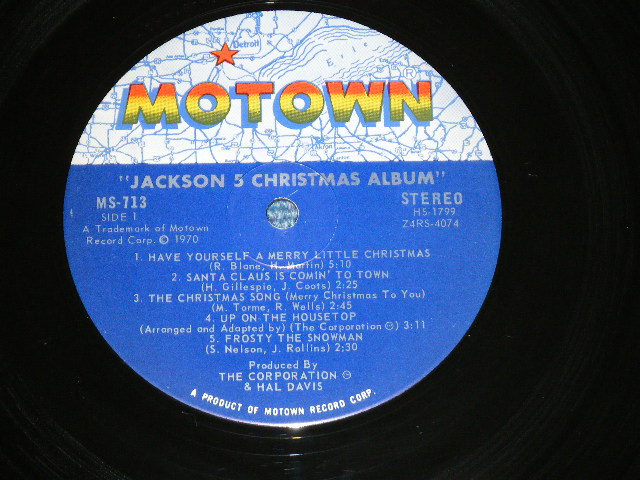 Detroit
Erie
Akron
MOTOWN
®
"JACKSON 5 CHRISTMAS ALBUM"
MS-713
SIDE 1
A Trademark of Motown
Record Corp. © 1970
STEREO
HS-1799
Z4RS-4074
1. HAVE YOURSELF A MERRY LITTLE CHRISTMAS
(R. Blane, H. Martin) 5:10
2. SANTA CLAUS IS COMIN' TO TOWN
(H. Gillespie, J. Coots) 2:25
3. THE CHRISTMAS SONG (Merry Christmas To You)
(M. Torme, R. Wells) 2:45
4. UP ON THE HOUSETOP
(Arranged and Adapted by) (The Corporation) 3:11
5. FROSTY THE SNOWMAN
(S. Nelson, J. Rollins) 2:30
Produced By
THE CORPORATION
& HAL DAVIS
A PRODUCT OF MOTOWN RECORD CORP.